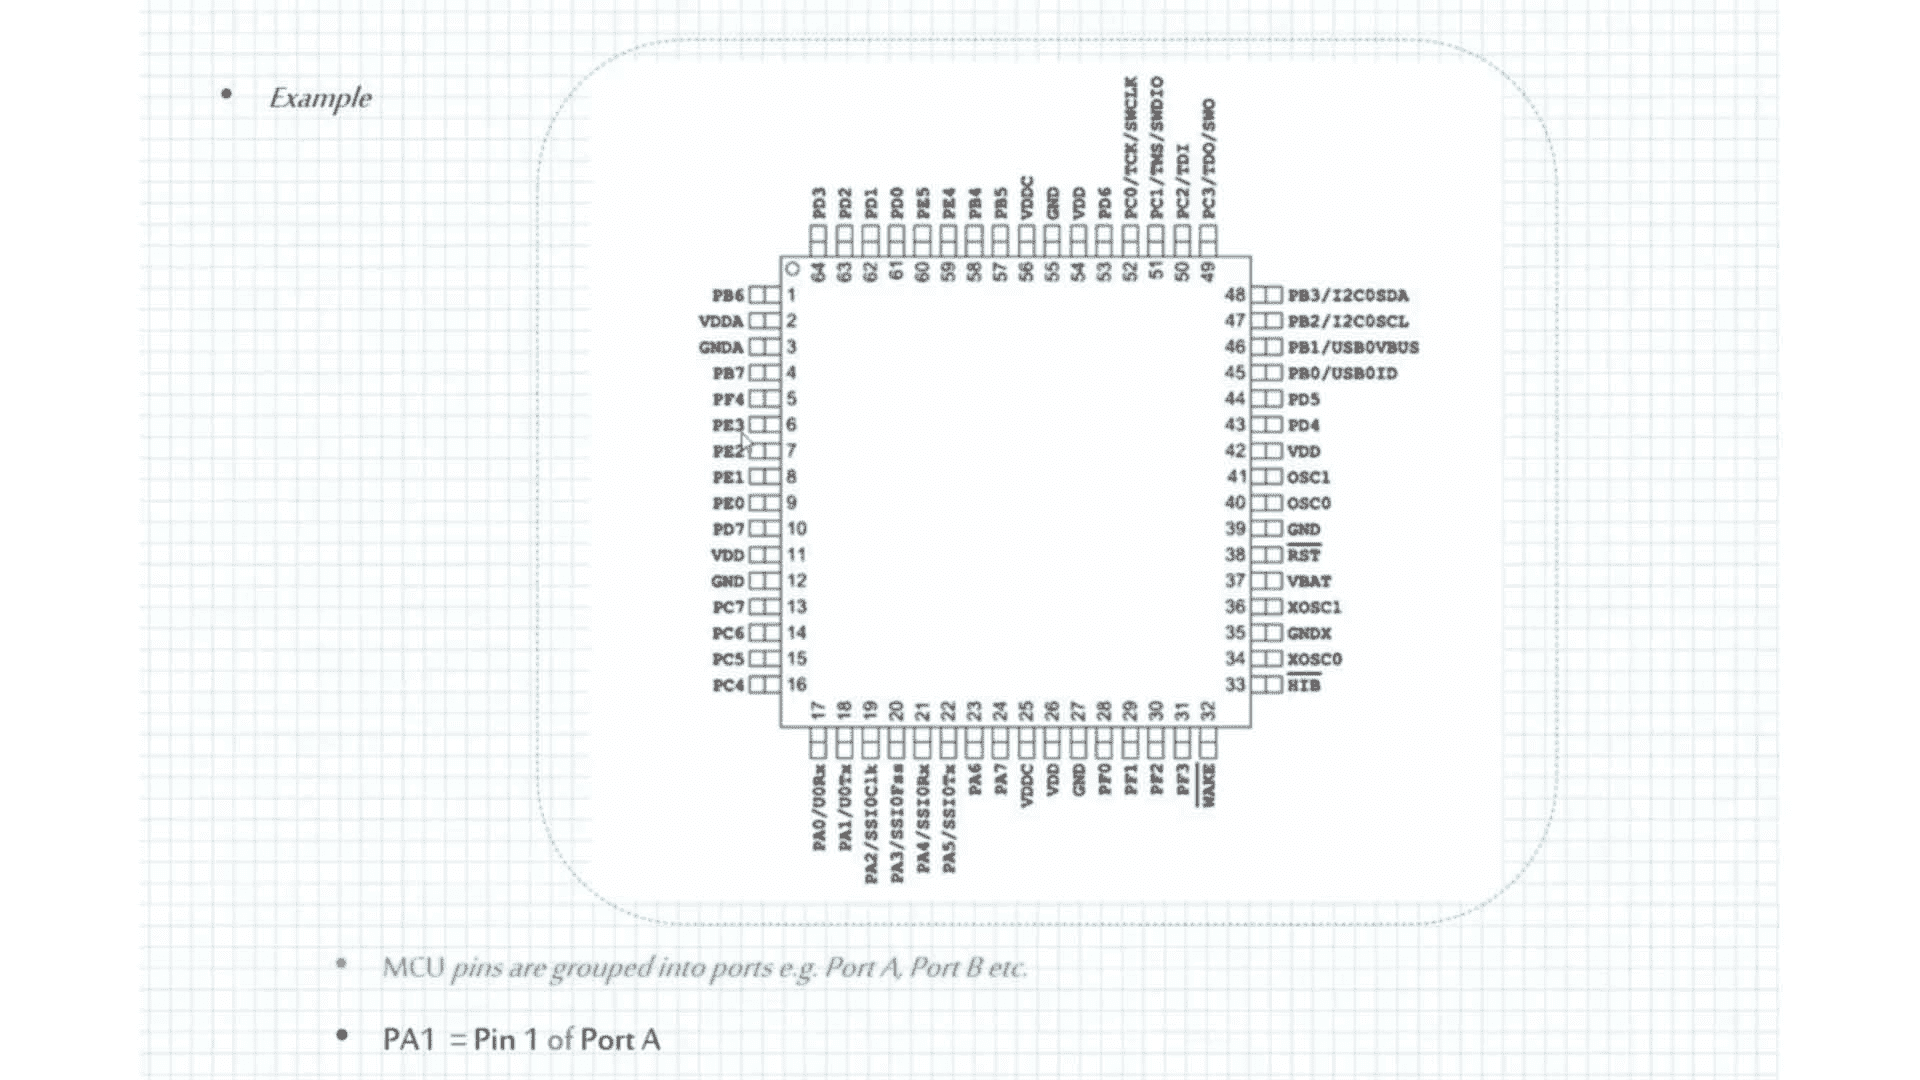 Example
PD3
PD2
PD1
PD0
PE5
PE4
PB4
PB5
VDDC
GND
VDD
PD6
PC0/TCK/SWCLK
PC1/TMS/SWDIO
PC2/TDI
PC3/TDO/SWO
64
63
62
61
60
59
58
57
56
55
54
53
52
51
50
49
PB6 1
VDDA 2
GNDA 3
PB7 4
PF4 5
PE3 6
PE2 7
PE1 8
PE0 9
PD7 10
VDD 11
GND 12
PC7 13
PC6 14
PC5 15
PC4 16
48 PB3/I2C0SDA
47 PB2/I2C0SCL
46 PB1/USB0VBUS
45 PB0/USB0ID
44 PD5
43 PD4
42 VDD
41 OSC1
40 OSC0
39 GND
38 RST
37 VBAT
36 XOSC1
35 GNDX
34 XOSC0
33 HIB
17
18
19
20
21
22
23
24
25
26
27
28
29
30
31
32
PA0/U0Rx
PA1/U0Tx
PA2/SSI0Clk
PA3/SSI0Fss
PA4/SSI0Rx
PA5/SSI0Tx
PA6
PA7
VDDC
VDD
GND
PF0
PF1
PF2
PF3
WAKE
MCU pins are grouped into ports e.g. Port A, Port B etc.
PA1 = Pin 1 of Port A